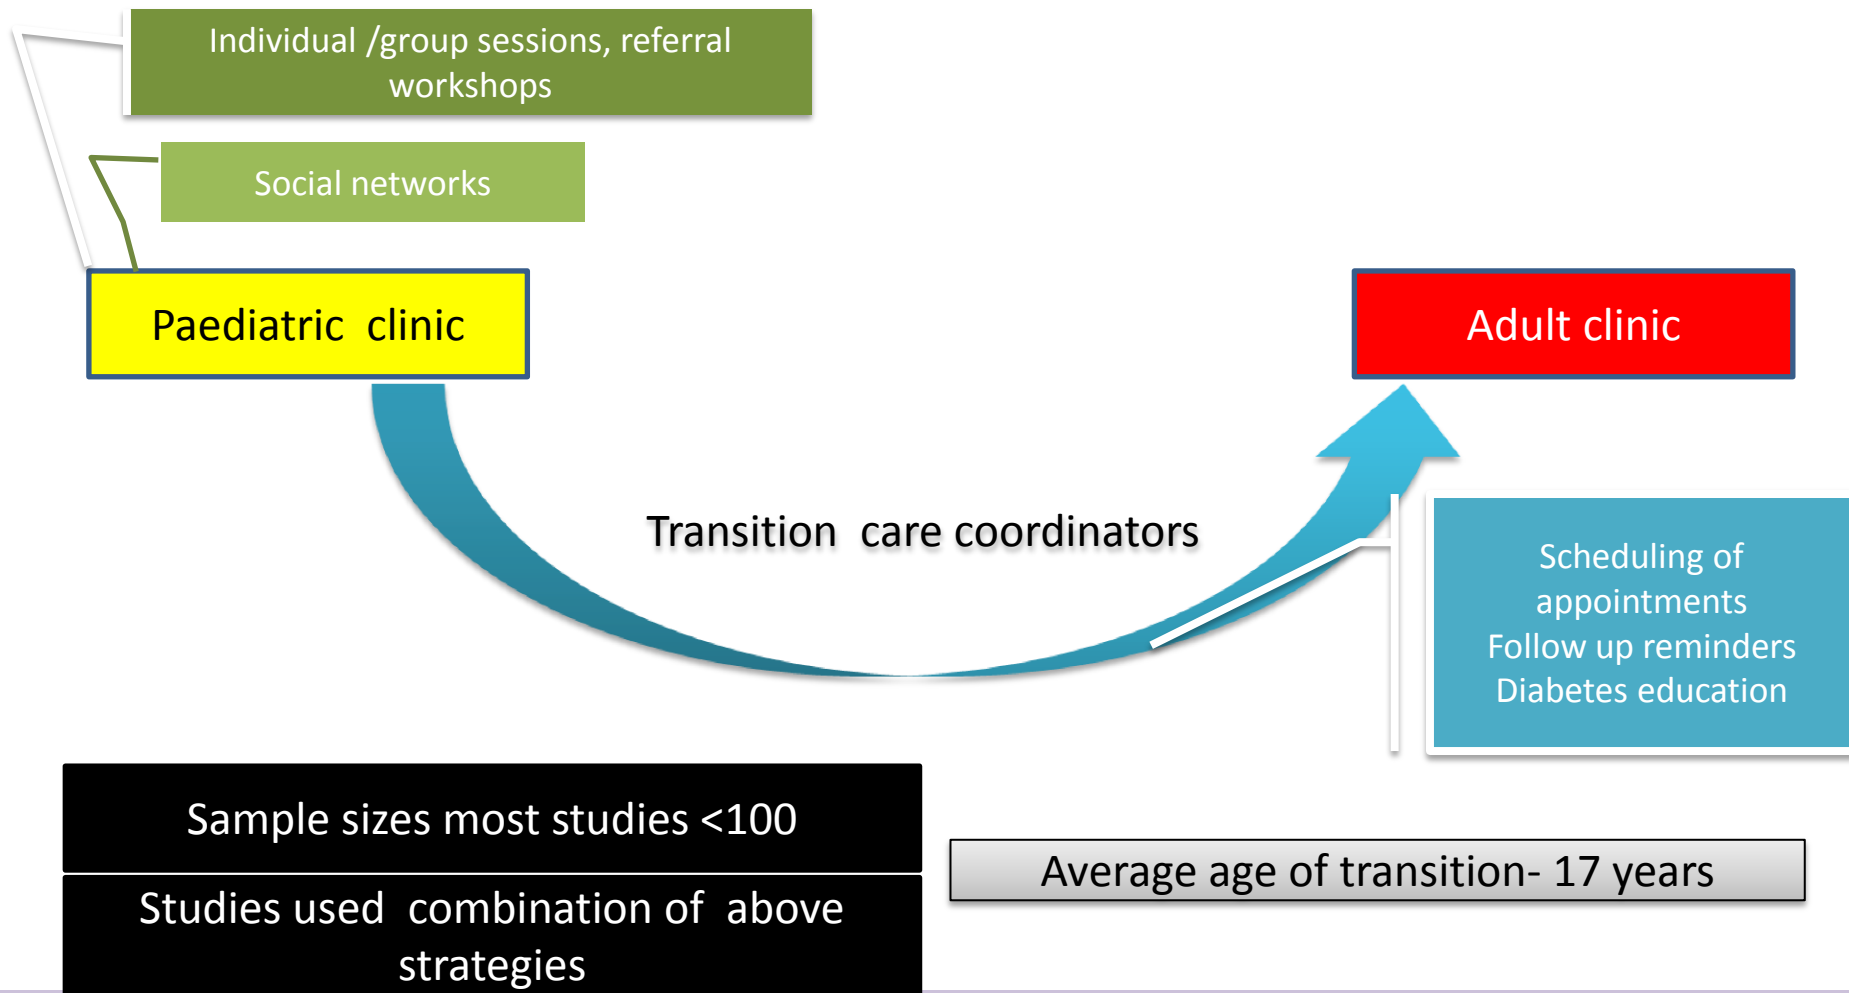 Individual /group sessions, referral
workshops
Social networks
Paediatric  clinic
Adult clinic
Transition  care coordinators
Scheduling of
appointments
Follow up reminders
Diabetes education
Sample sizes most studies <100
Studies used  combination of  above
strategies
Average age of transition- 17 years